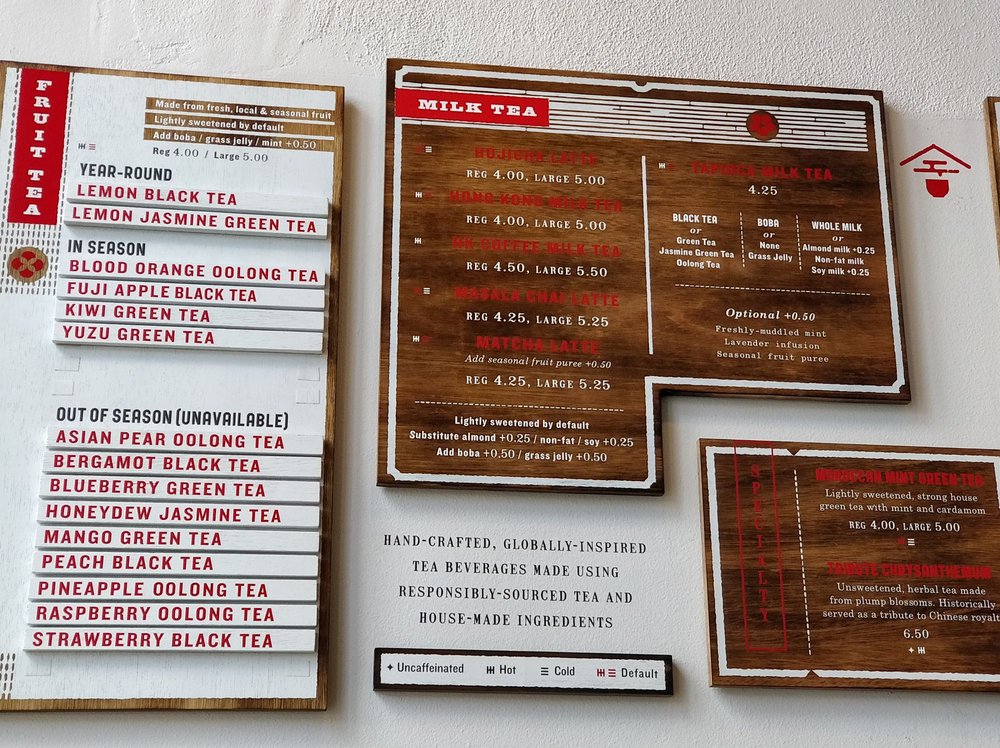 FRUIT TEA
Made from fresh, local & seasonal fruit
Lightly sweetened by default
Add boba / grass jelly / mint +0.50
Reg 4.00 / Large 5.00
YEAR-ROUND
LEMON BLACK TEA
LEMON JASMINE GREEN TEA
IN SEASON
BLOOD ORANGE OOLONG TEA
FUJI APPLE BLACK TEA
KIWI GREEN TEA
YUZU GREEN TEA
OUT OF SEASON (UNAVAILABLE)
ASIAN PEAR OOLONG TEA
BERGAMOT BLACK TEA
BLUEBERRY GREEN TEA
HONEYDEW JASMINE TEA
MANGO GREEN TEA
PEACH BLACK TEA
PINEAPPLE OOLONG TEA
RASPBERRY OOLONG TEA
STRAWBERRY BLACK TEA
MILK TEA
HOJICHA LATTE
REG 4.00, LARGE 5.00
HONG KONG MILK TEA
REG 4.00, LARGE 5.00
HK COFFEE MILK TEA
REG 4.50, LARGE 5.50
MASALA CHAI LATTE
REG 4.25, LARGE 5.25
MATCHA LATTE
Add seasonal fruit puree +0.50
REG 4.25, LARGE 5.25
Lightly sweetened by default
Substitute almond +0.25 / non-fat / soy +0.25
Add boba +0.50 / grass jelly +0.50
TAPIOCA MILK TEA
4.25
BLACK TEA
or
Green Tea
Jasmine Green Tea
Oolong Tea
BOBA
or
None
Grass Jelly
WHOLE MILK
or
Almond milk +0.25
Non-fat milk
Soy milk +0.25
Optional +0.50
Freshly-muddled mint
Lavender infusion
Seasonal fruit puree
HAND-CRAFTED, GLOBALLY-INSPIRED
TEA BEVERAGES MADE USING
RESPONSIBLY-SOURCED TEA AND
HOUSE-MADE INGREDIENTS
Uncaffeinated Hot Cold Default
SPECIALTY
MOROCCAN MINT GREEN TEA
Lightly sweetened, strong house
green tea with mint and cardamom
REG 4.00, LARGE 5.00
TRIBUTE CHRYSANTHEMUM
Unsweetened, herbal tea made
from plump blossoms. Historically
served as a tribute to Chinese royalt
6.50